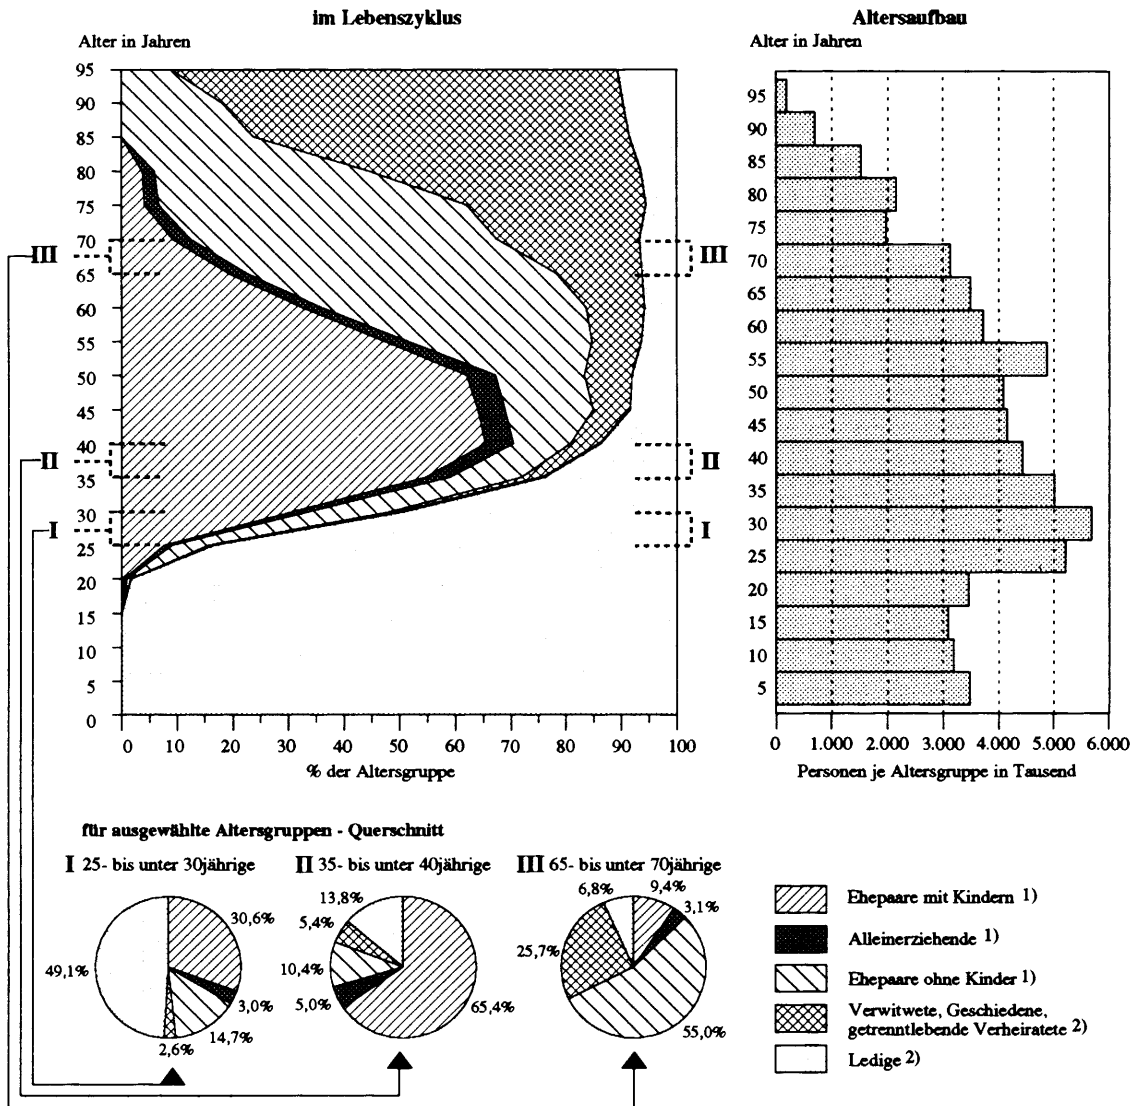 im Lebenszyklus
Alter in Jahren
95
90
85
80
75
70
65
60
55
50
45
40
35
30
25
20
15
10
5
0
III
II
I
III
II
I
0 10 20 30 40 50 60 70 80 90 100
% der Altersgruppe
Altersaufbau
Alter in Jahren
95
90
85
80
75
70
65
60
55
50
45
40
35
30
25
20
15
10
5
0 1.000 2.000 3.000 4.000 5.000 6.000
Personen je Altersgruppe in Tausend
für ausgewählte Altersgruppen - Querschnitt
I 25- bis unter 30jährige
30,6%
3,0%
14,7%
2,6%
49,1%
II 35- bis unter 40jährige
13,8%
5,4%
10,4%
5,0%
65,4%
III 65- bis unter 70jährige
6,8%
9,4%
3,1%
25,7%
55,0%
Ehepaare mit Kindern 1)
Alleinerziehende 1)
Ehepaare ohne Kinder 1)
Verwitwete, Geschiedene,
getrenntlebende Verheiratete 2)
Ledige 2)